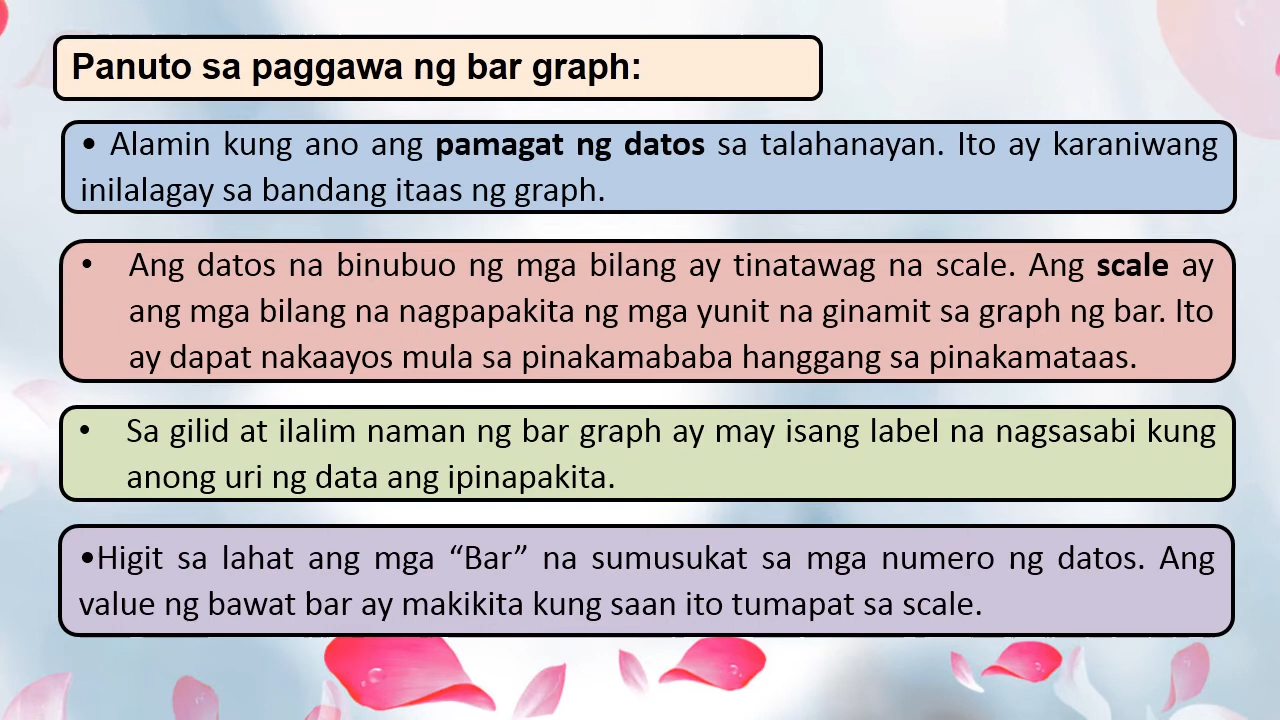 Panuto sa paggawa ng bar graph:
• Alamin kung ano ang pamagat ng datos sa talahanayan. Ito ay karaniwang
inilalagay sa bandang itaas ng graph.
• Ang datos na binubuo ng mga bilang ay tinatawag na scale. Ang scale ay
ang mga bilang na nagpapakita ng mga yunit na ginamit sa graph ng bar. Ito
ay dapat nakaayos mula sa pinakamababa hanggang sa pinakamataas.
• Sa gilid at ilalim naman ng bar graph ay may isang label na nagsasabi kung
anong uri ng data ang ipinapakita.
•Higit sa lahat ang mga “Bar” na sumusukat sa mga numero ng datos. Ang
value ng bawat bar ay makikita kung saan ito tumapat sa scale.